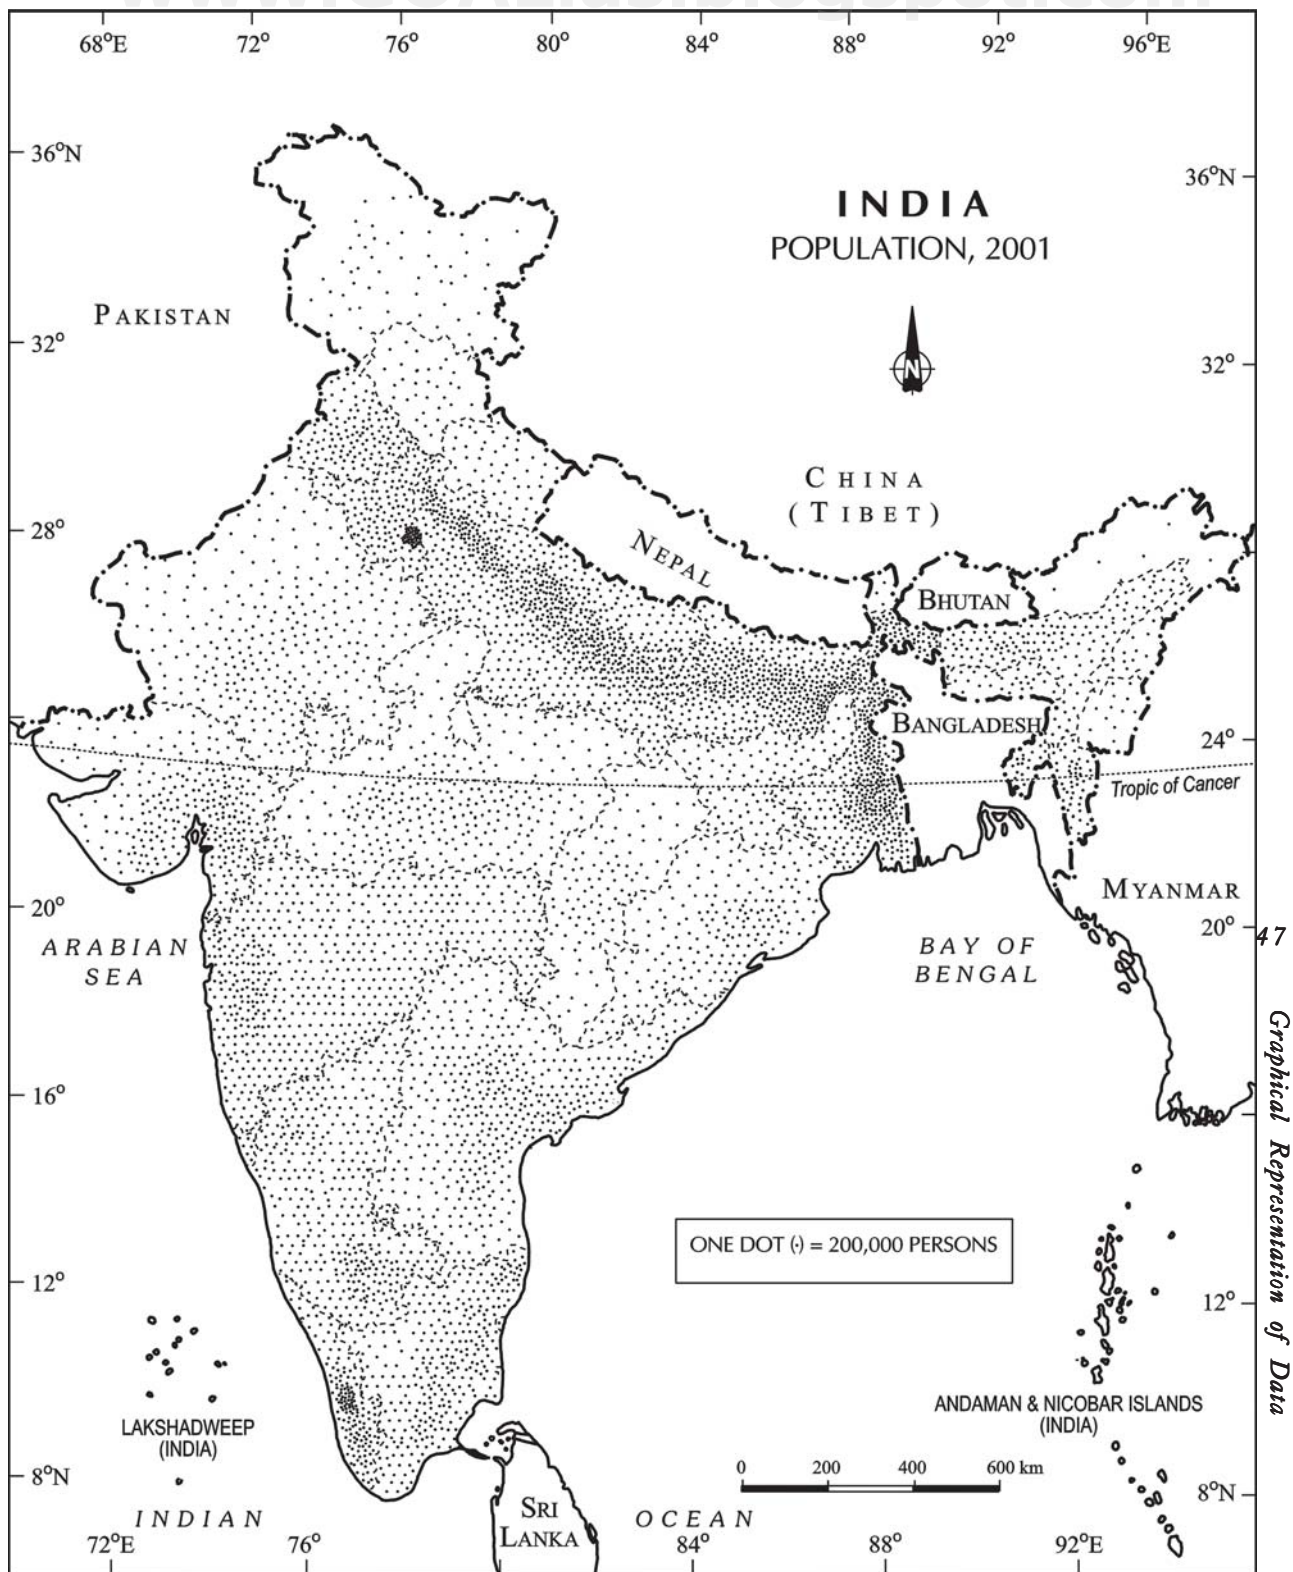 68°E 72° 76° 80° 84° 88° 92° 96°E
36°N
36°N
INDIA
POPULATION, 2001
PAKISTAN
32°
32°
N
CHINA
(TIBET)
28°
NEPAL
BHUTAN
BANGLADESH
24°
Tropic of Cancer
MYANMAR
20°
20°
47
ARABIAN
SEA
BAY OF
BENGAL
Graphical Representation of Data
16°
ONE DOT (·) = 200,000 PERSONS
12°
12°
LAKSHADWEEP
(INDIA)
ANDAMAN & NICOBAR ISLANDS
(INDIA)
0 200 400 600 km
8°N
8°N
INDIAN
OCEAN
SRI
LANKA
72°E 76° 84° 88° 92°E